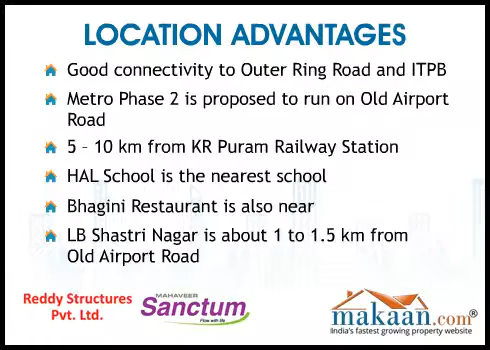 LOCATION ADVANTAGES
Good connectivity to Outer Ring Road and ITPB
Metro Phase 2 is proposed to run on Old Airport
Road
5 – 10 km from KR Puram Railway Station
HAL School is the nearest school
Bhagini Restaurant is also near
LB Shastri Nagar is about 1 to 1.5 km from
Old Airport Road
Reddy Structures
Pvt. Ltd.
MAHAVEER
Sanctum
Flow with life
makaan.com®
India's fastest growing property website